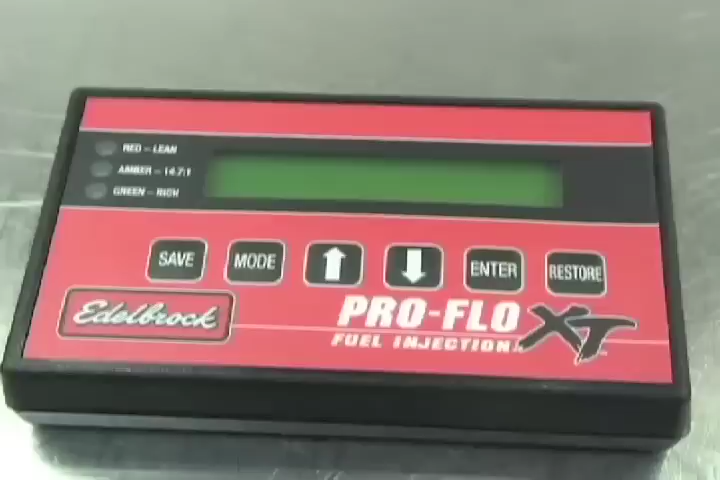 RED – LEAN
AMBER – 14.7:1
GREEN – RICH
SAVE
MODE
ENTER
RESTORE
Edelbrock
PRO-FLO XT
FUEL INJECTION